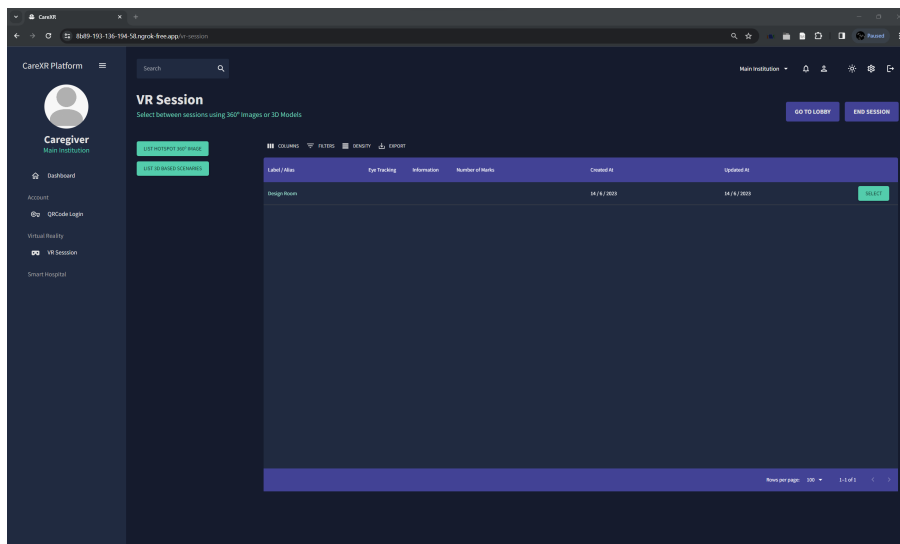 CareXR
8b89-193-136-194-58.ngrok-free.app/vr-session
Paused
CareXR Platform
Search
Main Institution
VR Session
Select between sessions using 360º Images or 3D Models
GO TO LOBBY
END SESSION
Caregiver
Main Institution
LIST HOTSPOT 360º IMAGE
LIST 3D BASED SCENARIES
COLUMNS
FILTERS
DENSITY
EXPORT
Label / Alias
Eye Tracking
Information
Number of Marks
Created At
Updated At
Design Room
14 / 6 / 2023
14 / 6 / 2023
SELECT
Dashboard
Account
QRCode Login
Virtual Reality
VR Sesssion
Smart Hospital
Rows per page: 100
1–1 of 1